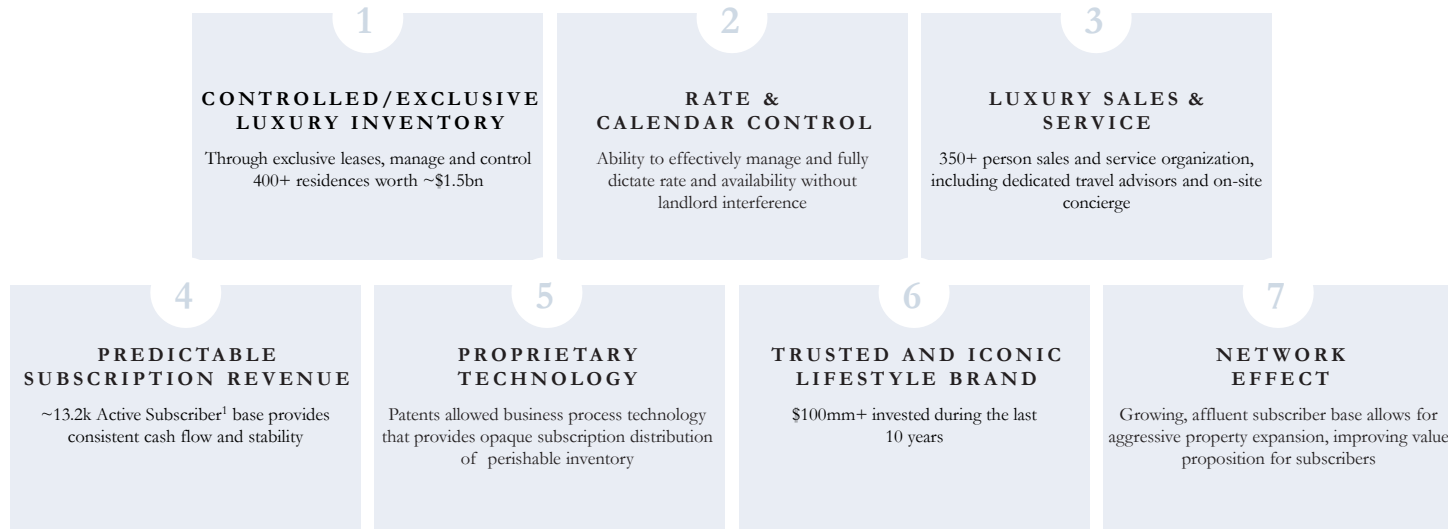 1
CONTROLLED/EXCLUSIVE
LUXURY INVENTORY
Through exclusive leases, manage and control
400+ residences worth ~$1.5bn
2
RATE &
CALENDAR CONTROL
Ability to effectively manage and fully
dictate rate and availability without
landlord interference
3
LUXURY SALES &
SERVICE
350+ person sales and service organization,
including dedicated travel advisors and on-site
concierge
4
PREDICTABLE
SUBSCRIPTION REVENUE
~13.2k Active Subscriber¹ base provides
consistent cash flow and stability
5
PROPRIETARY
TECHNOLOGY
Patents allowed business process technology
that provides opaque subscription distribution
of perishable inventory
6
TRUSTED AND ICONIC
LIFESTYLE BRAND
$100mm+ invested during the last
10 years
7
NETWORK
EFFECT
Growing, affluent subscriber base allows for
aggressive property expansion, improving value
proposition for subscribers